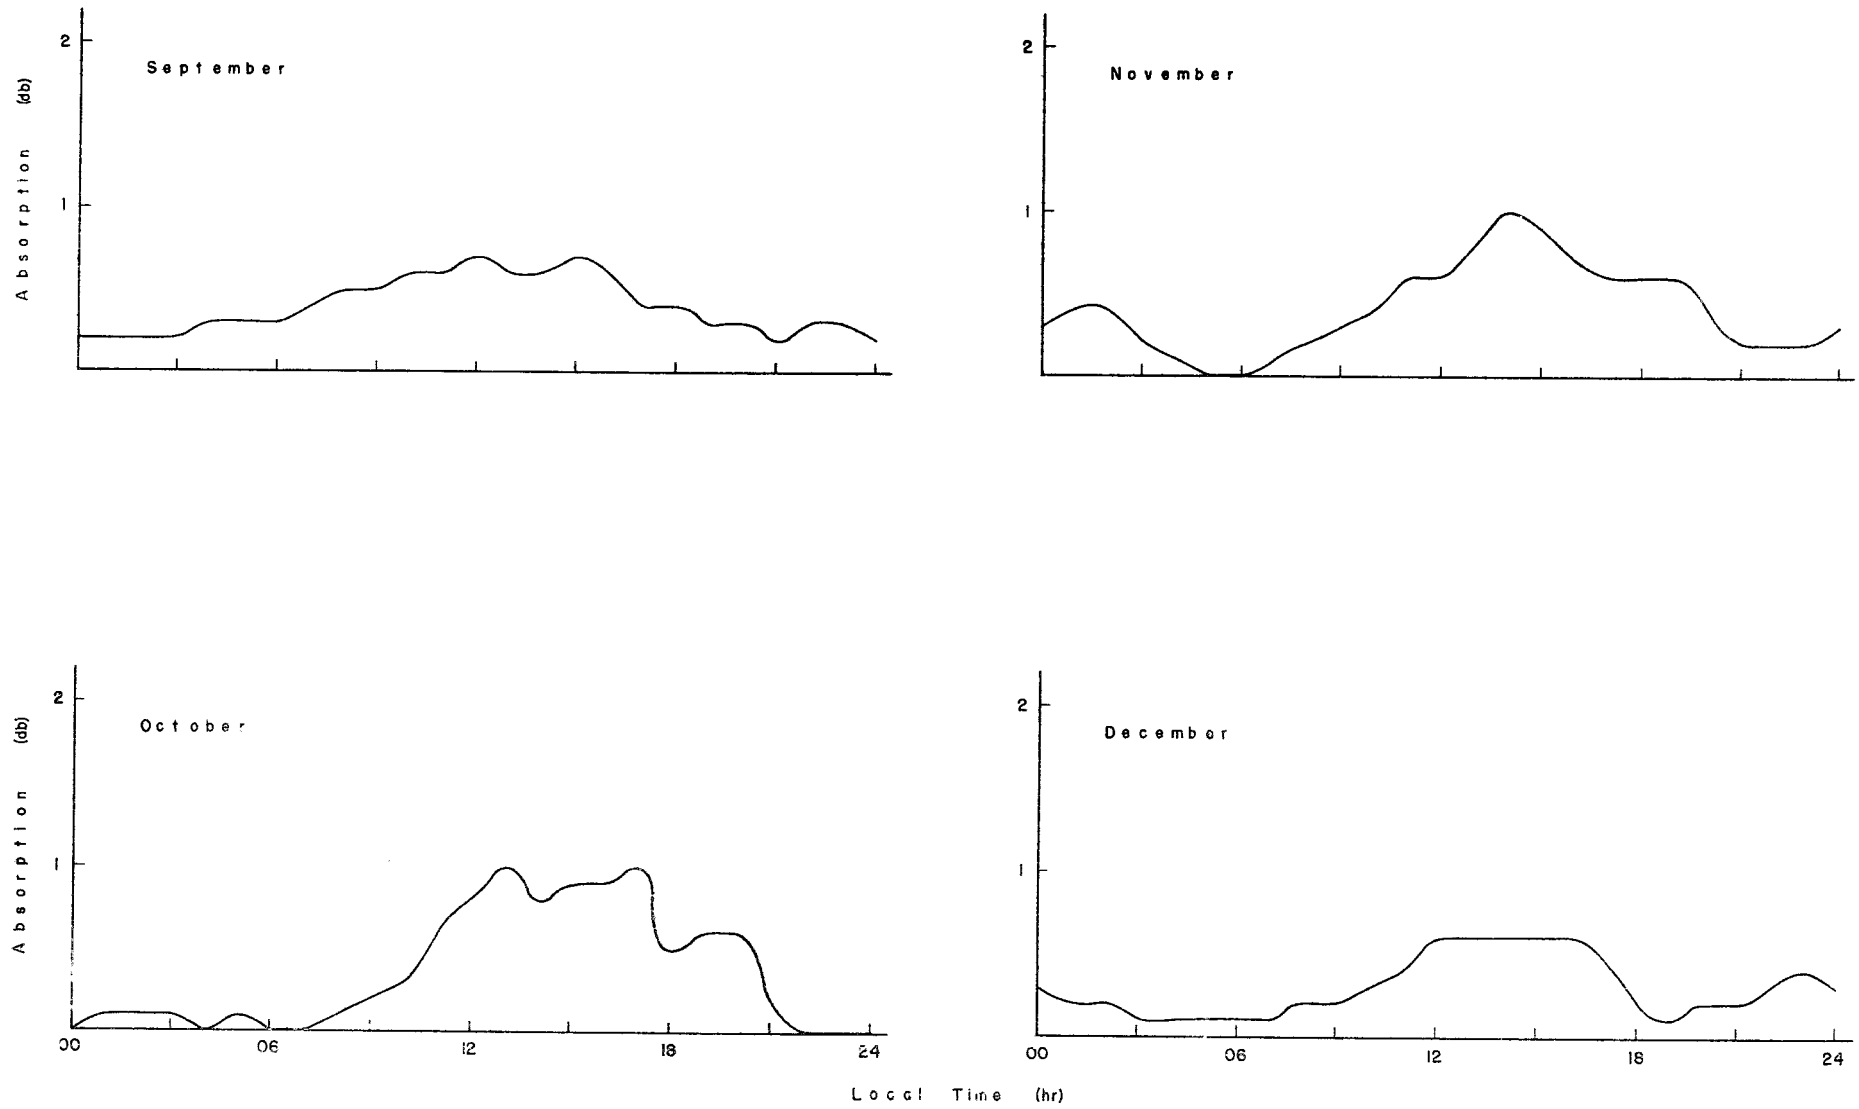 2
September
Absorption (db)
1
2
November
1
2
October
Absorption (db)
1
00 06 12 18 24
2
December
1
00 06 12 18 24
Local Time (hr)